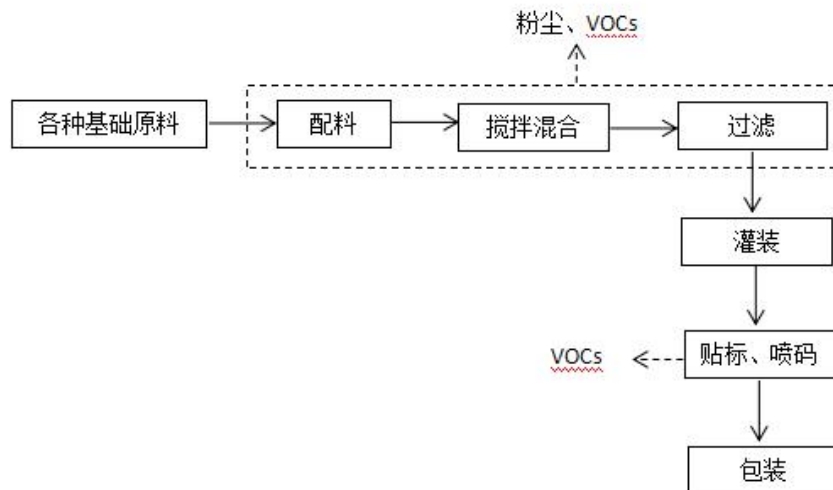 粉尘、VOCs
各种基础原料
配料
搅拌混合
过滤
灌装
VOCs
贴标、喷码
包装